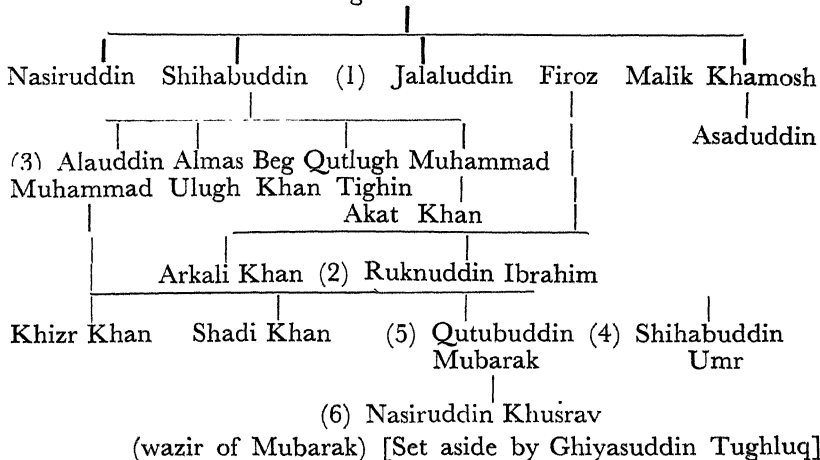 Nasiruddin Shihabuddin (1) Jalaluddin Firoz Malik Khamosh
Asaduddin
(3) Alauddin Almas Beg Qutlugh Muhammad
Muhammad Ulugh Khan Tighin
Akat Khan
Arkali Khan (2) Ruknuddin Ibrahim
Khizr Khan Shadi Khan (5) Qutubuddin (4) Shihabuddin
Mubarak Umr
(6) Nasiruddin Khusrav
(wazir of Mubarak) [Set aside by Ghiyasuddin Tughluq]